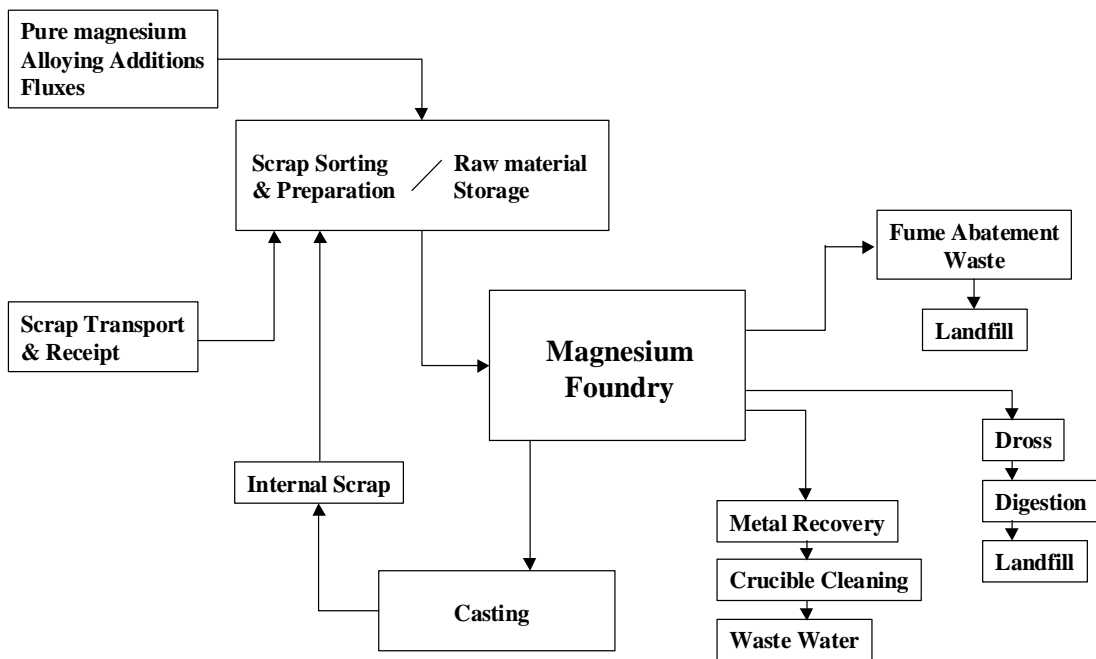 Pure magnesium
Alloying Additions
Fluxes
Scrap Sorting
& Preparation
Raw material
Storage
Fume Abatement
Waste
Landfill
Scrap Transport
& Receipt
Magnesium
Foundry
Dross
Internal Scrap
Digestion
Metal Recovery
Landfill
Crucible Cleaning
Casting
Waste Water